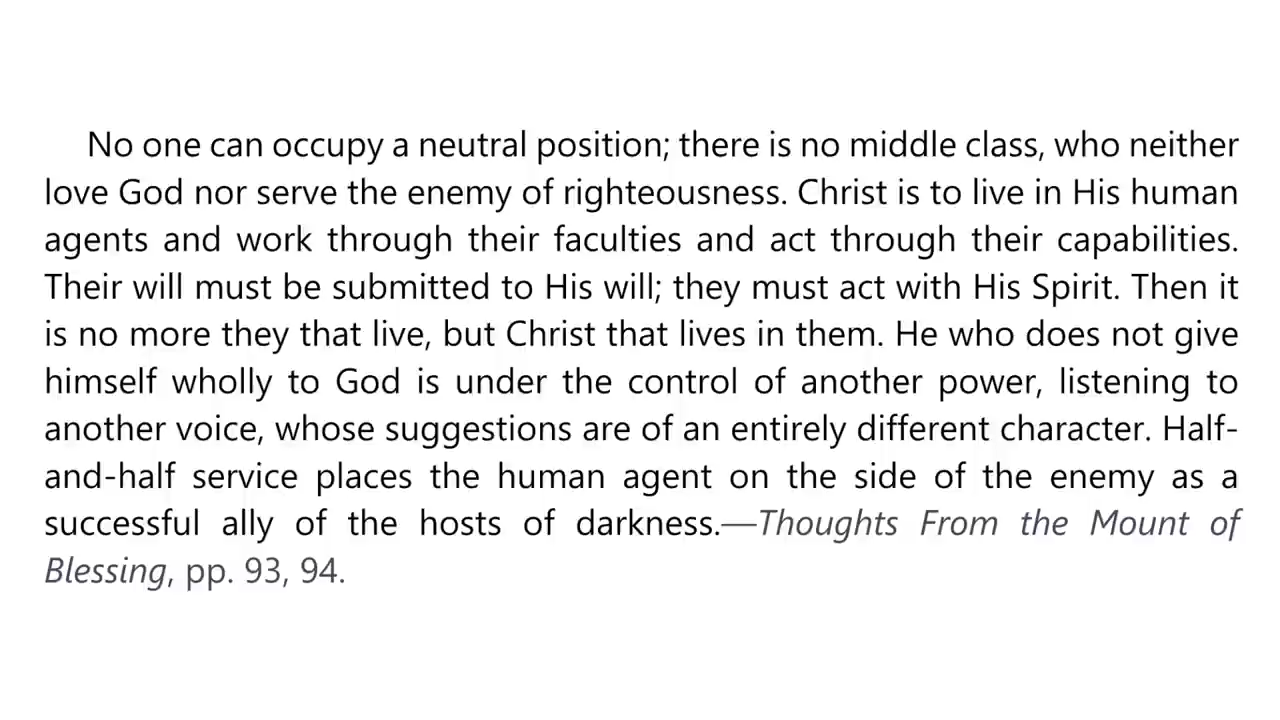 No one can occupy a neutral position; there is no middle class, who neither
love God nor serve the enemy of righteousness. Christ is to live in His human
agents and work through their faculties and act through their capabilities.
Their will must be submitted to His will; they must act with His Spirit. Then it
is no more they that live, but Christ that lives in them. He who does not give
himself wholly to God is under the control of another power, listening to
another voice, whose suggestions are of an entirely different character. Half-
and-half service places the human agent on the side of the enemy as a
successful ally of the hosts of darkness.—Thoughts From the Mount of
Blessing, pp. 93, 94.